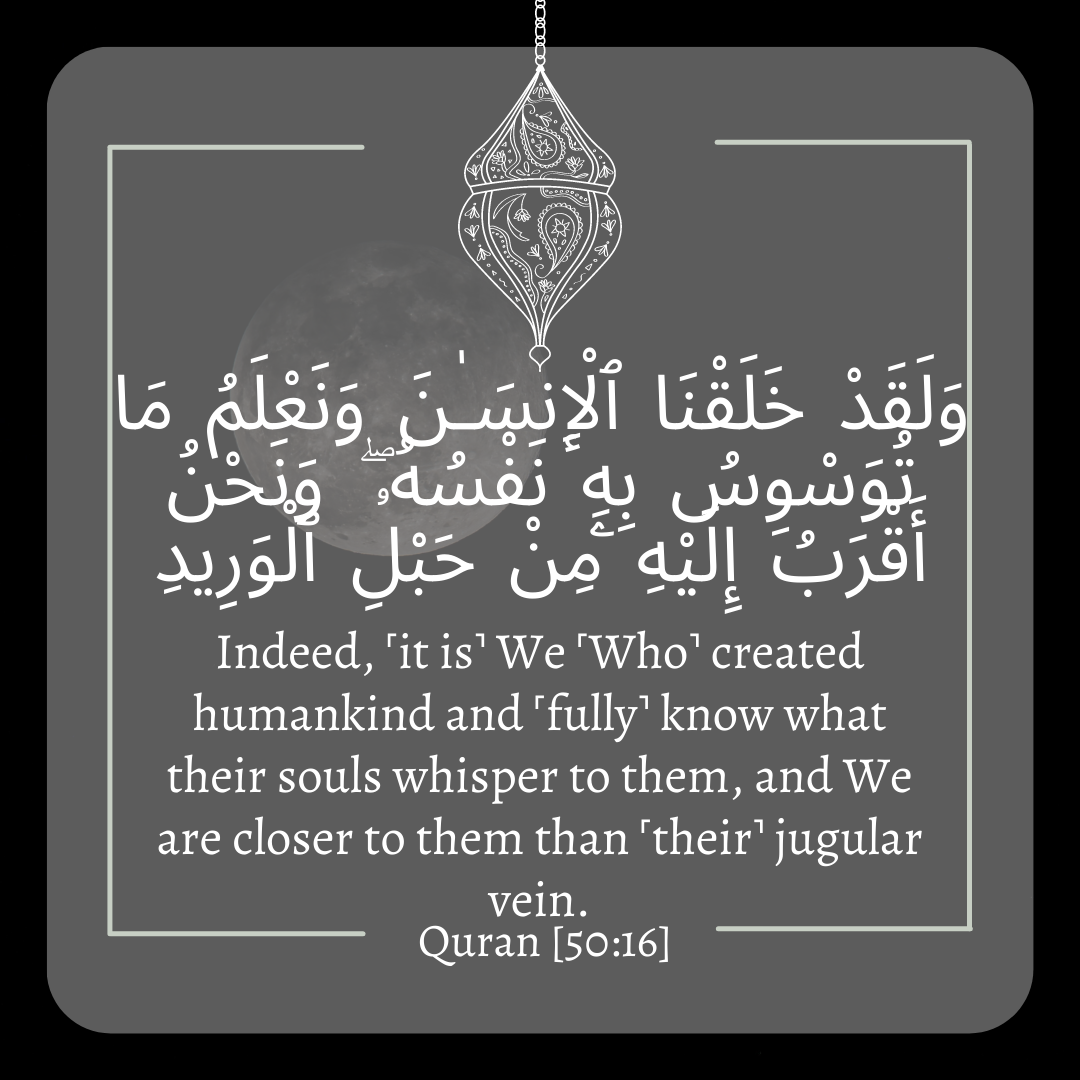 وَلَقَدْ خَلَقْنَا ٱلْإِنسَـٰنَ وَنَعْلَمُ مَا
تُوَسْوِسُ بِهِۦ نَفْسُهُۥ ۖ وَنَحْنُ
أَقْرَبُ إِلَيْهِ مِنْ حَبْلِ ٱلْوَرِيدِ
Indeed, ˹it is˺ We ˹Who˺ created
humankind and ˹fully˺ know what
their souls whisper to them, and We
are closer to them than ˹their˺ jugular
vein.
Quran [50:16]